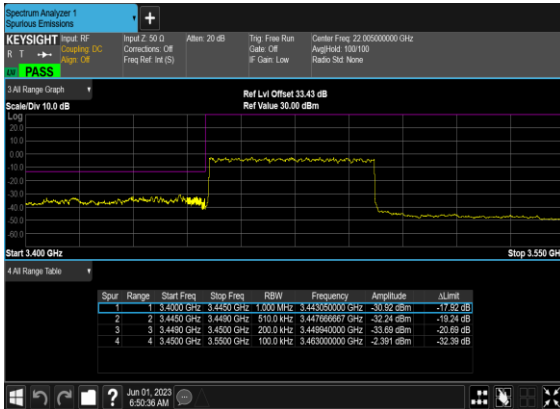 Spectrum Analyzer 1
Spurious Emissions
KEYSIGHT Input: RF Input Z: 50 Ω Atten: 20 dB Trig: Free Run Center Freq: 22.005000000 GHz
R T Coupling: DC Corrections: Off Gate: Off Avg|Hold: 100/100
Align: Off Freq Ref: Int (S) IF Gain: Low Radio Std: None
PASS
3 All Range Graph
Ref Lvl Offset 33.43 dB
Scale/Div 10.0 dB Ref Value 30.00 dBm
Log
20.0
10.0
0.00
-10.0
-20.0
-30.0
-40.0
-50.0
-60.0
Start 3.400 GHz Stop 3.550 GH
4 All Range Table
Spur Range Start Freq Stop Freq RBW Frequency Amplitude ΔLimit
1 1 3.4000 GHz 3.4450 GHz 1.000 MHz 3.443050000 GHz -30.92 dBm -17.92 dB
2 2 3.4450 GHz 3.4490 GHz 510.0 kHz 3.447666667 GHz -32.24 dBm -19.24 dB
3 3 3.4490 GHz 3.4500 GHz 200.0 kHz 3.449940000 GHz -33.69 dBm -20.69 dB
4 4 3.4500 GHz 3.5500 GHz 100.0 kHz 3.463000000 GHz -2.391 dBm -32.39 dB
? Jun 01, 2023
6:50:36 AM